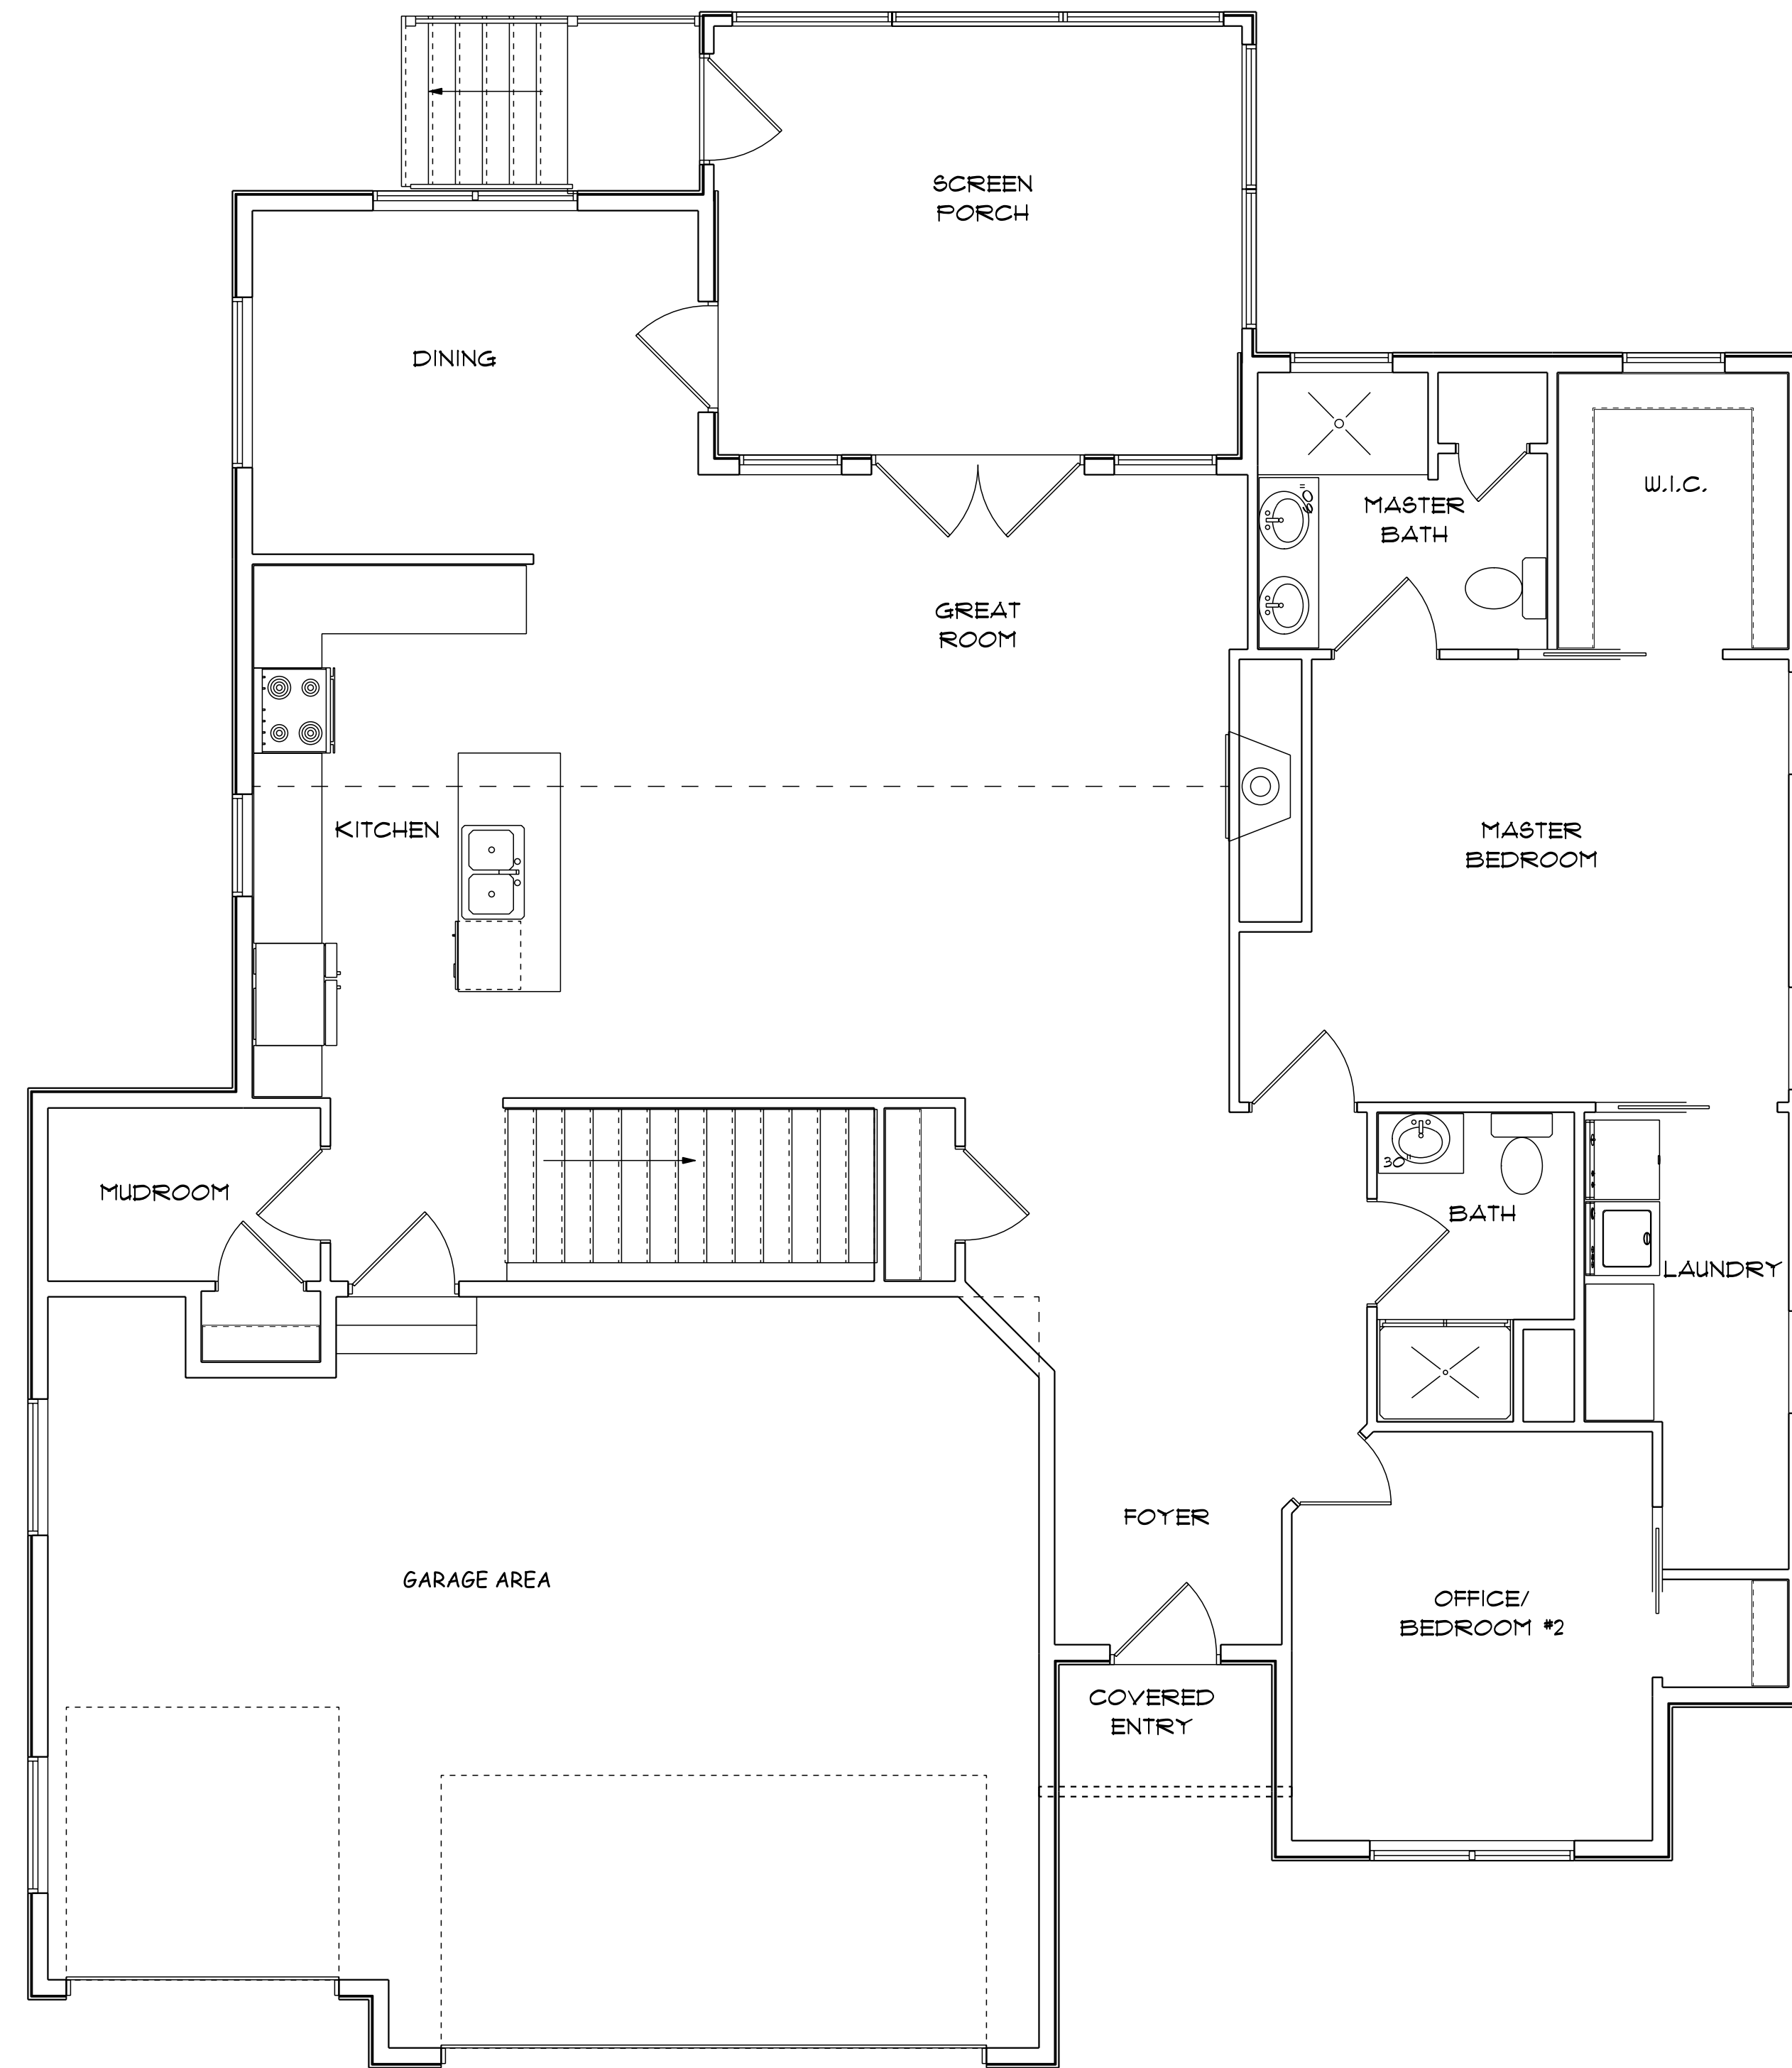 SCREEN
PORCH
DINING
W.I.C.
60"
MASTER
BATH
GREAT
ROOM
KITCHEN
MASTER
BEDROOM
MUDROOM
30"
BATH
LAUNDRY
FOYER
GARAGE AREA
OFFICE/
BEDROOM #2
COVERED
ENTRY